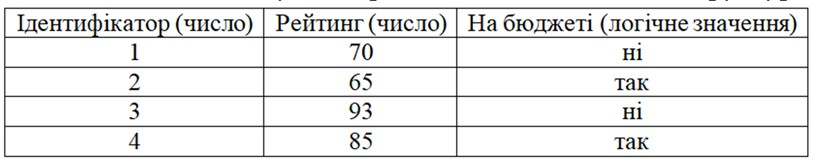 Ідентифікатор (число) Рейтинг (число) На бюджеті (логічне значення)
1 70 ні
2 65 так
3 93 ні
4 85 так